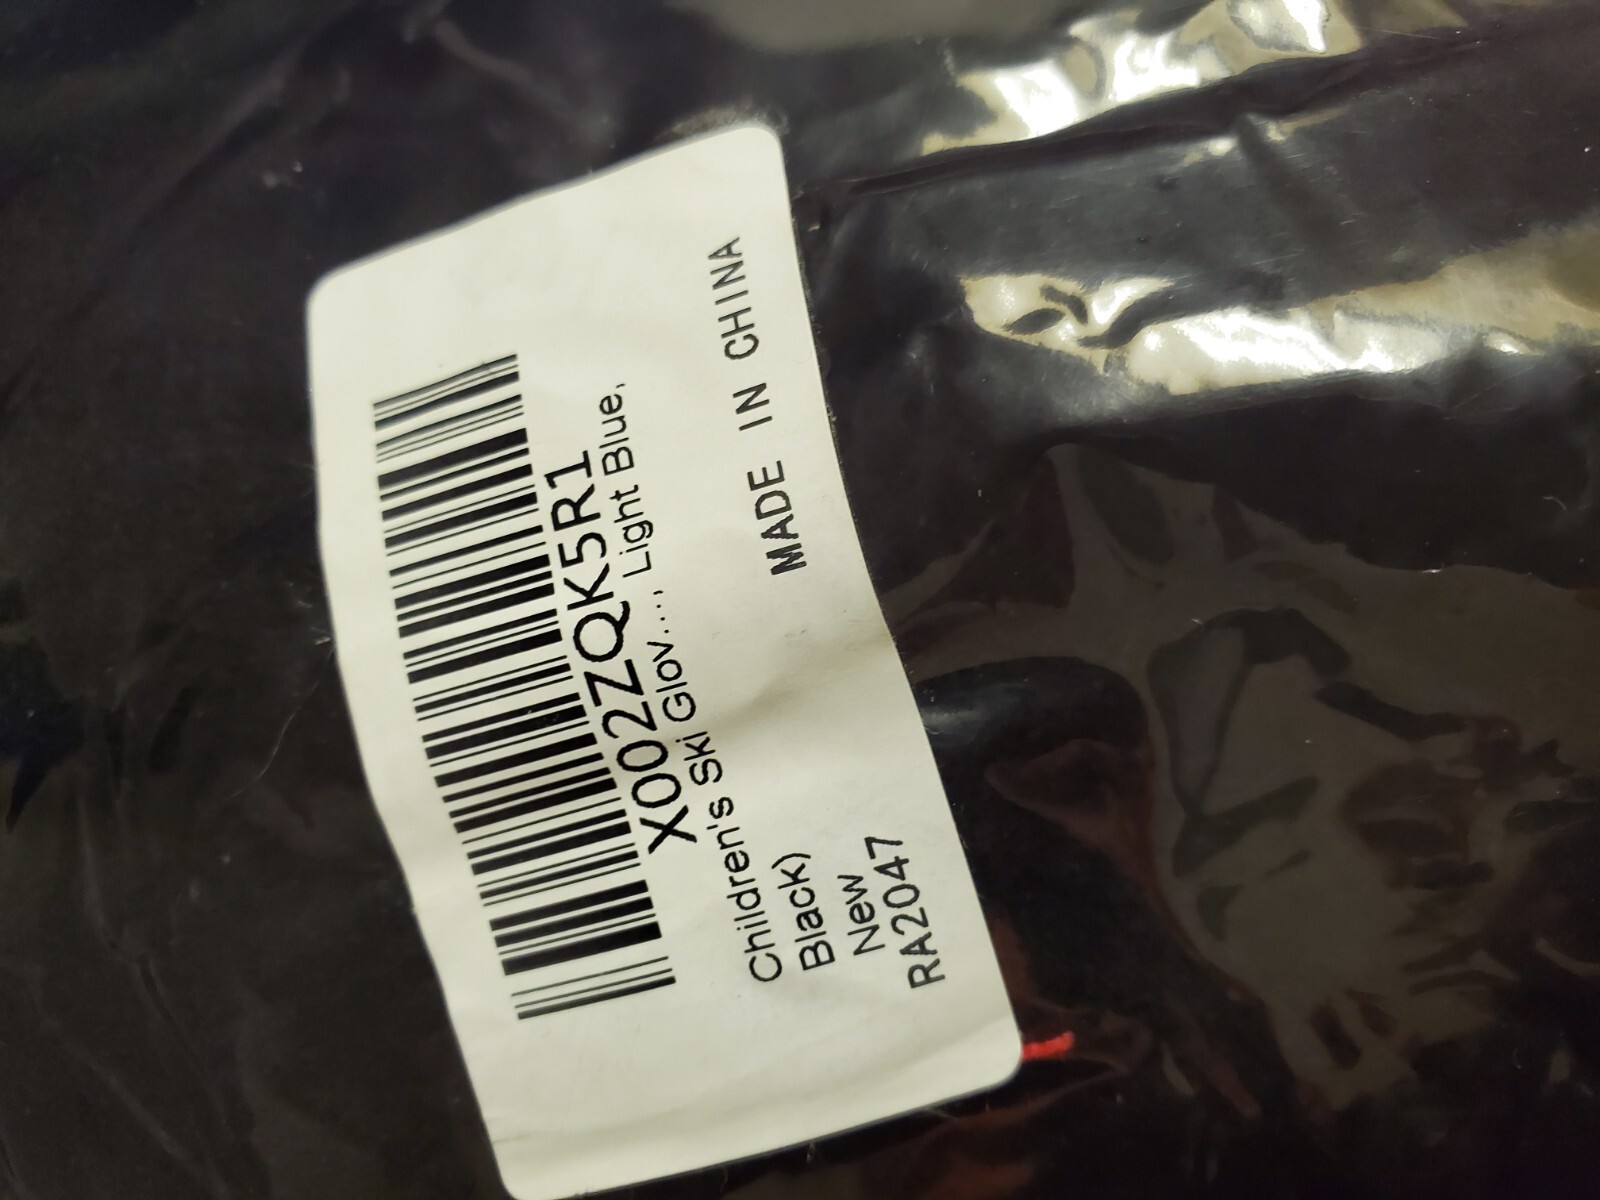 X002ZQK5R1
Children's Ski Glov..., Light Blue,
Black)
New
RA2047
MADE IN CHINA